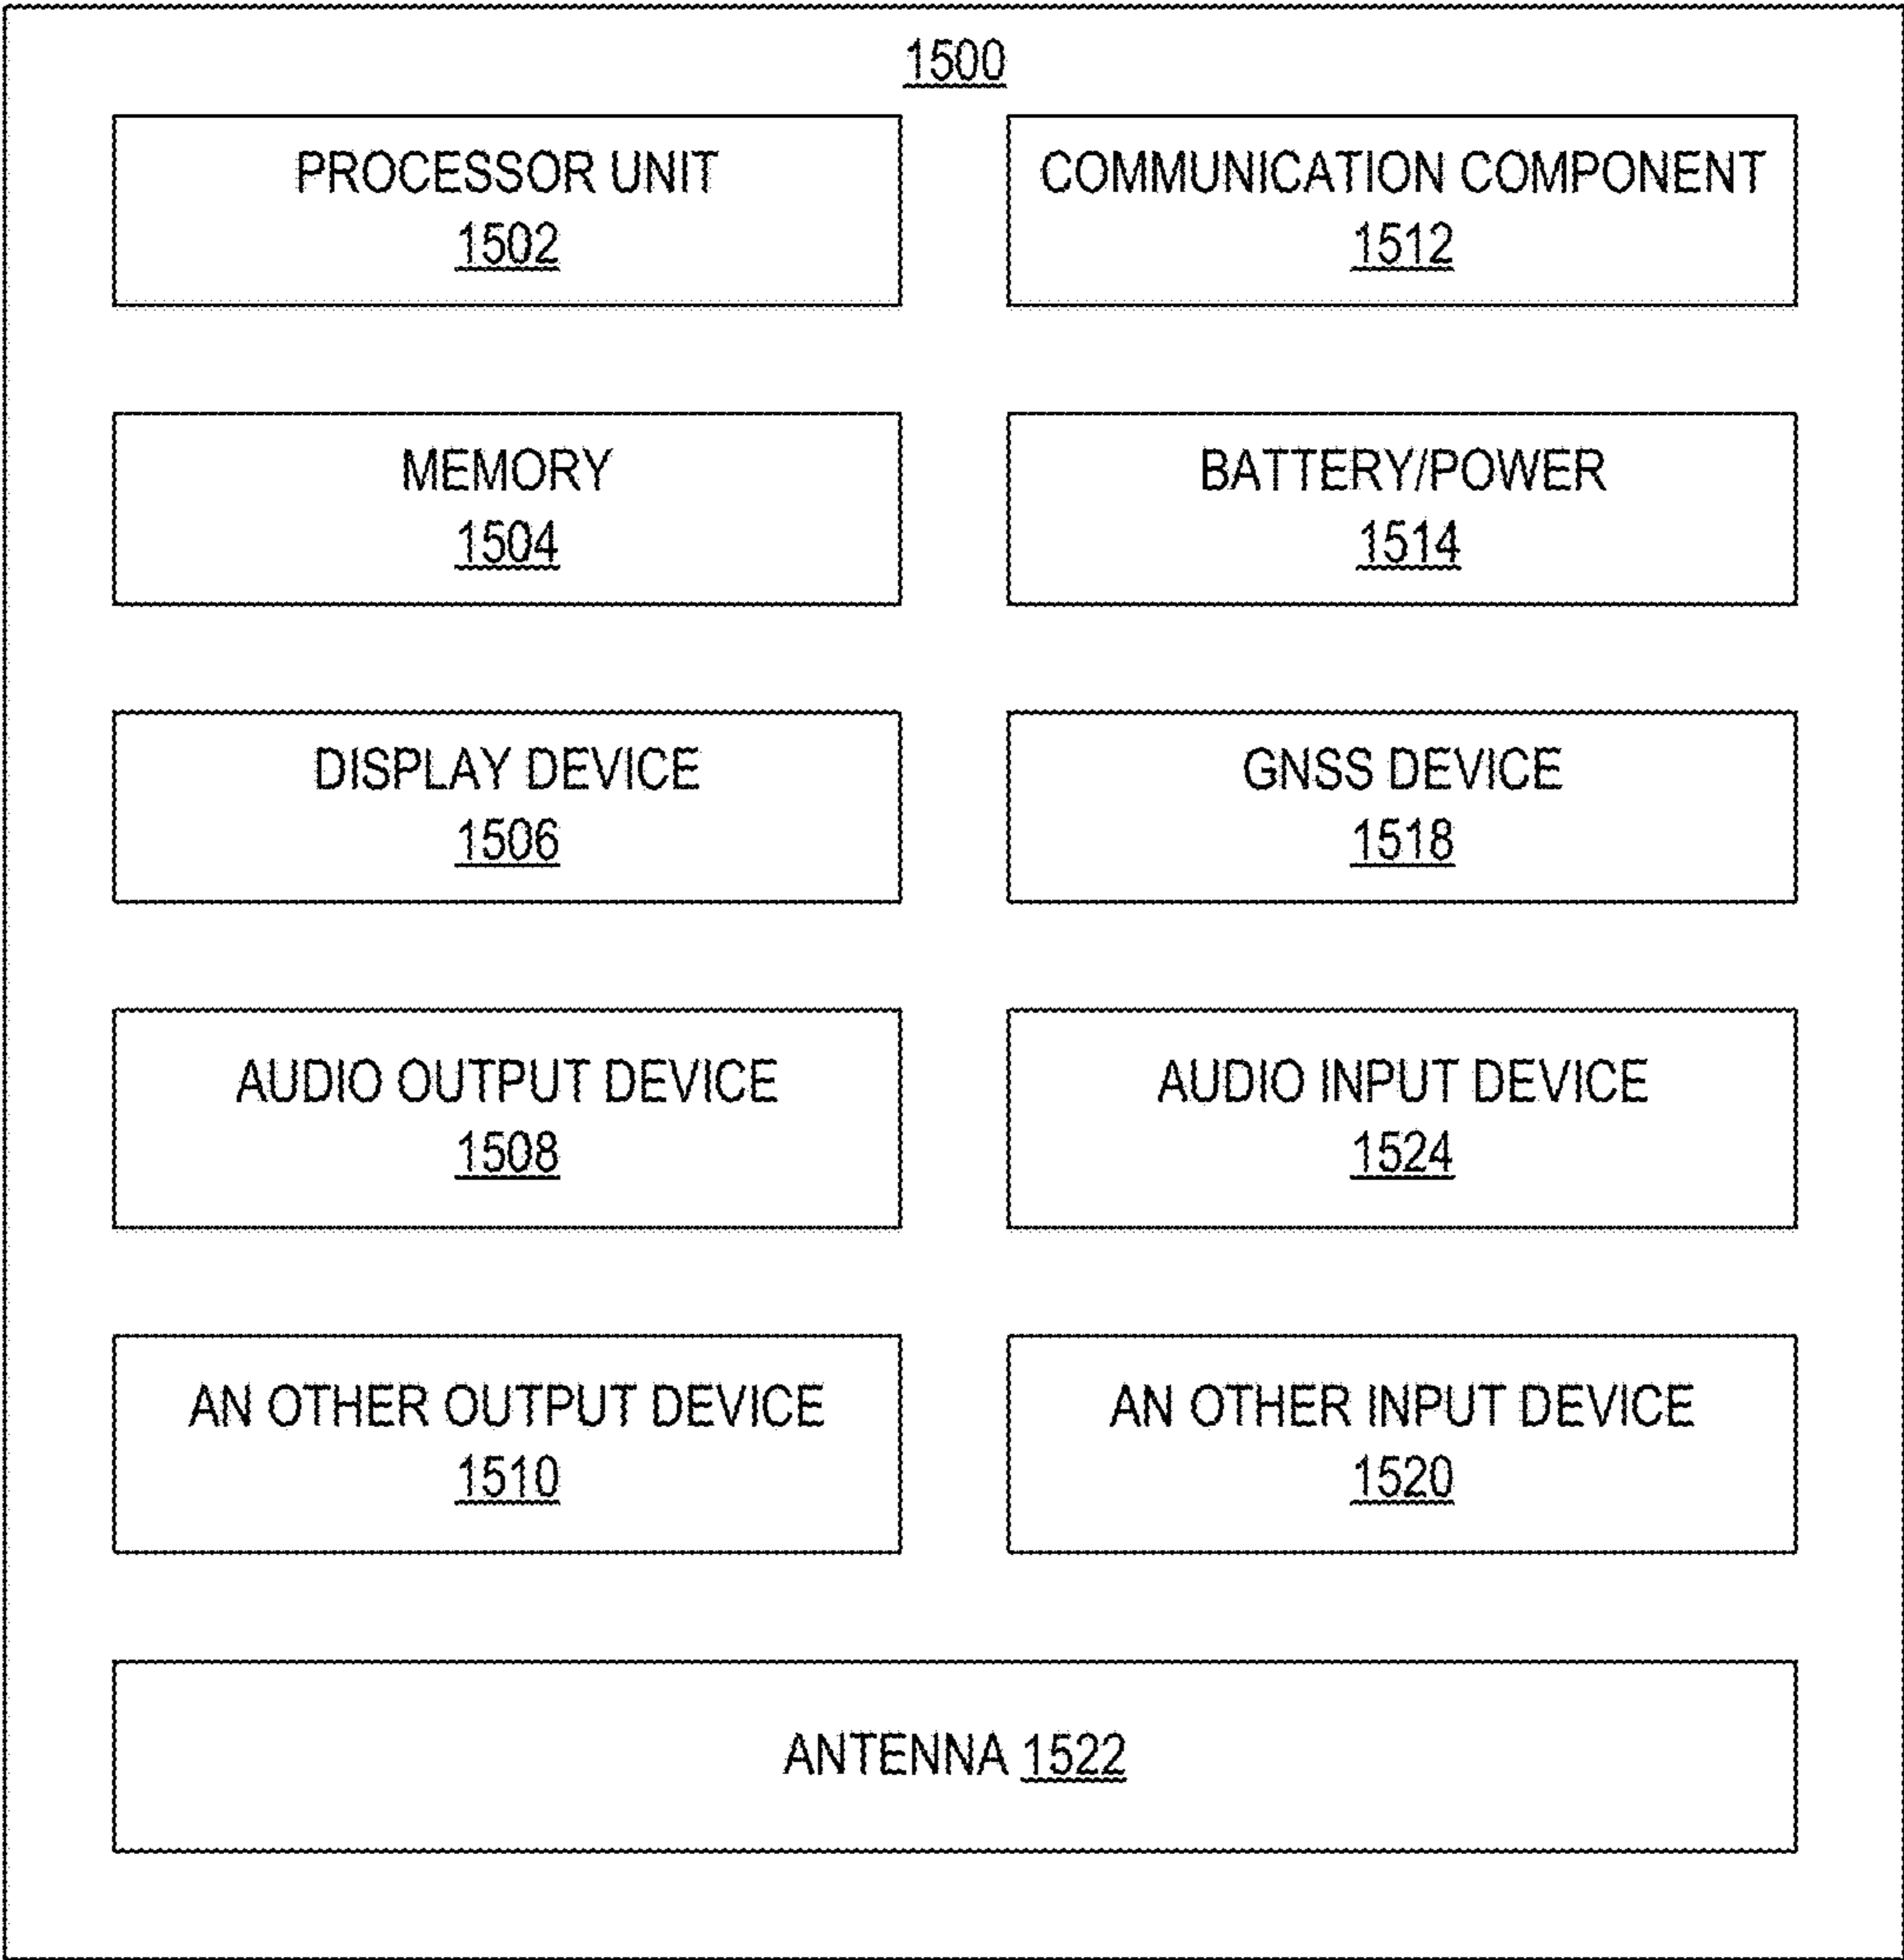 1500
PROCESSOR UNIT
1502
COMMUNICATION COMPONENT
1512
MEMORY
1504
BATTERY/POWER
1514
DISPLAY DEVICE
1506
GNSS DEVICE
1518
AUDIO OUTPUT DEVICE
1508
AUDIO INPUT DEVICE
1524
AN OTHER OUTPUT DEVICE
1510
AN OTHER INPUT DEVICE
1520
ANTENNA 1522